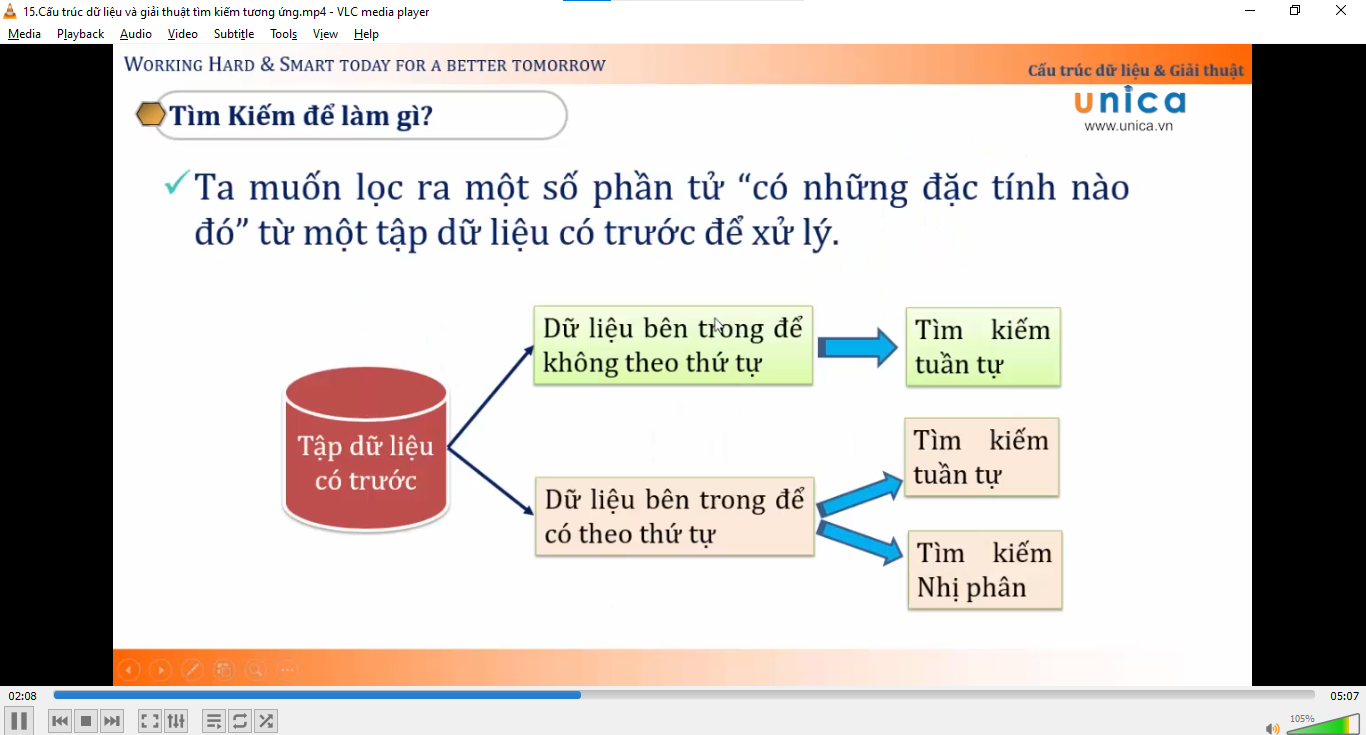 15.Cấu trúc dữ liệu và giải thuật tìm kiếm tương ứng.mp4 - VLC media player
Media Playback Audio Video Subtitle Tools View Help
WORKING HARD & SMART TODAY FOR A BETTER TOMORROW
Cấu trúc dữ liệu & Giải thuật
Tìm Kiếm để làm gì?
unica
www.unica.vn
Ta muốn lọc ra một số phần tử “có những đặc tính nào
đó” từ một tập dữ liệu có trước để xử lý.
Tập dữ liệu
có trước
Dữ liệu bên trong để
không theo thứ tự
Tìm kiếm
tuần tự
Dữ liệu bên trong để
có theo thứ tự
Tìm kiếm
tuần tự
Tìm kiếm
Nhị phân
02:08
05:07
105%